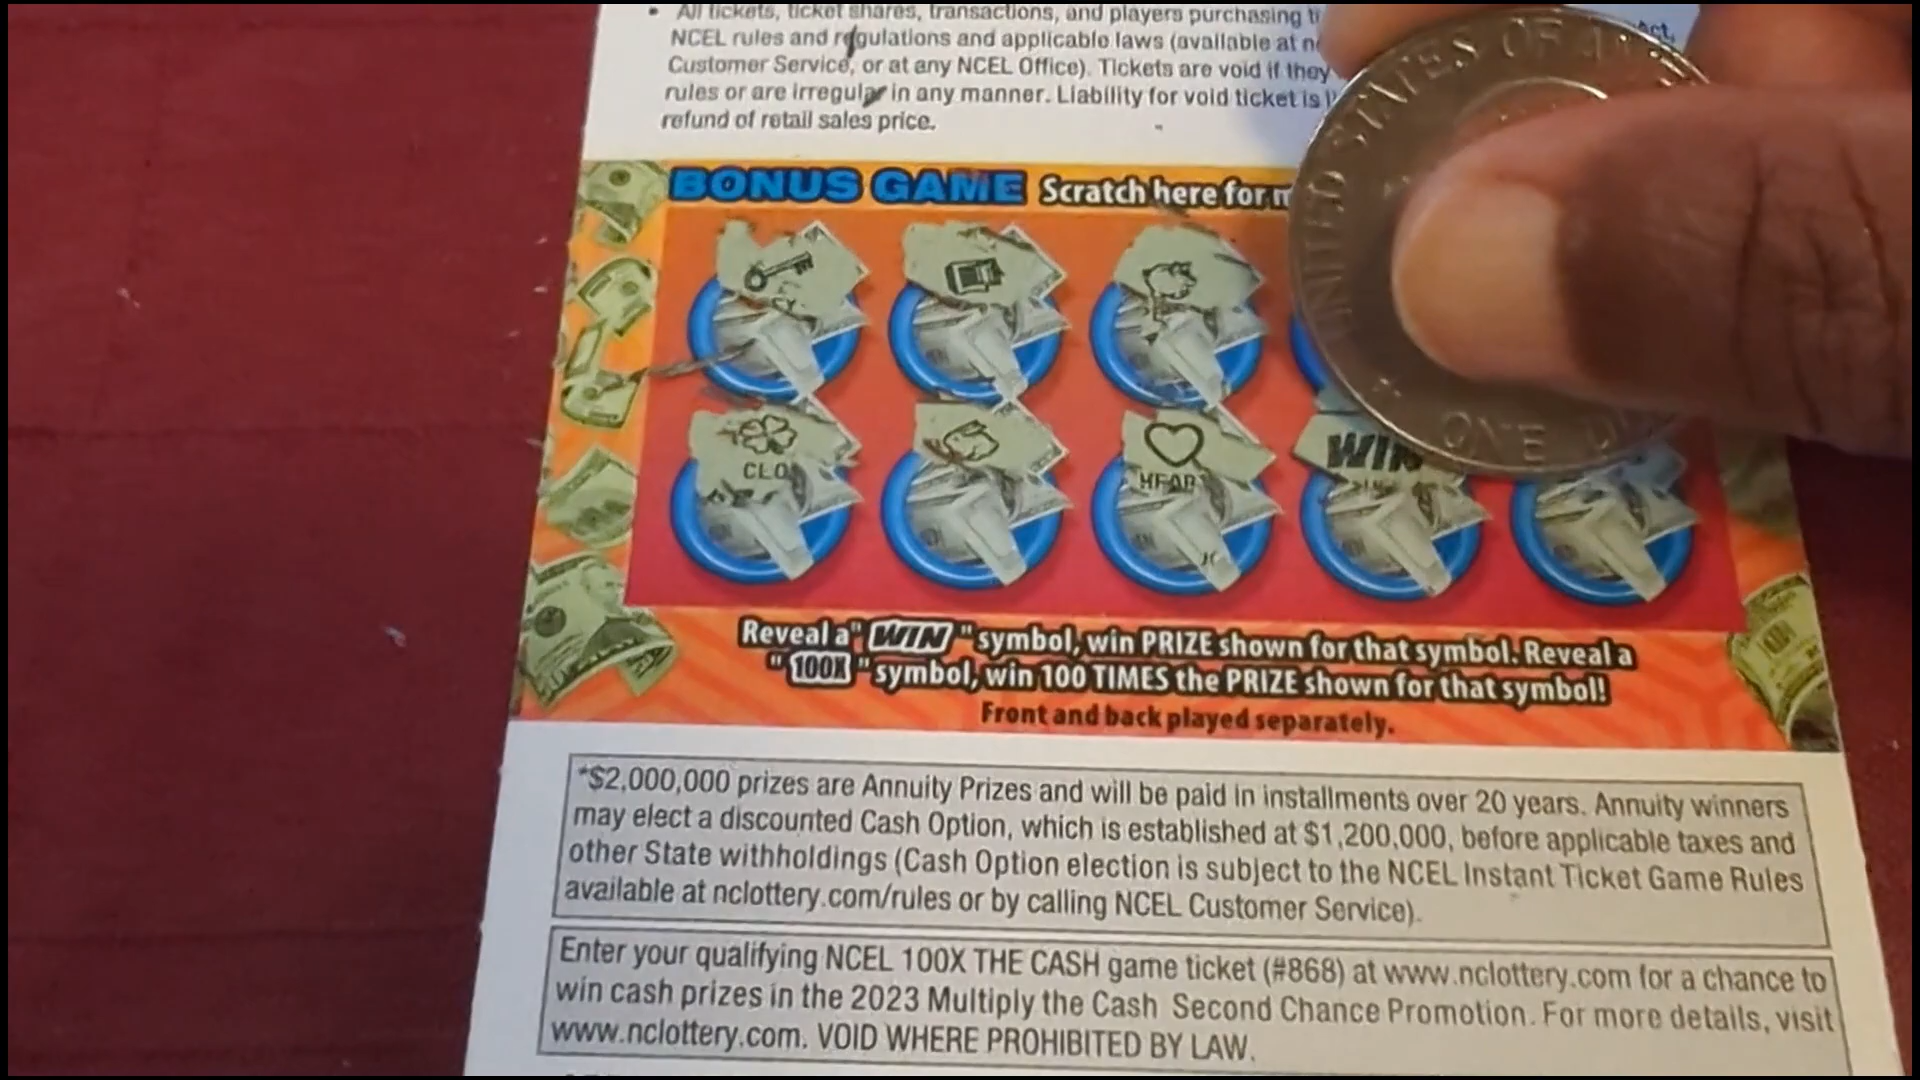 • All tickets, ticket shares, transactions, and players purchasing
NCEL rules and regulations and applicable laws (available at
Customer Service, or at any NCEL Office). Tickets are void if they
rules or are irregular in any manner. Liability for void ticket is
refund of retail sales price.
UNITED STATES OF
ONE
BONUS GAME Scratch here for
CLO
HEAR
WIN
Reveal a "WIN" symbol, win PRIZE shown for that symbol. Reveal a
"100X" symbol, win 100 TIMES the PRIZE shown for that symbol!
Front and back played separately.
*$2,000,000 prizes are Annuity Prizes and will be paid in installments over 20 years. Annuity winners
may elect a discounted Cash Option, which is established at $1,200,000, before applicable taxes and
other State withholdings (Cash Option election is subject to the NCEL Instant Ticket Game Rules
available at nclottery.com/rules or by calling NCEL Customer Service).
Enter your qualifying NCEL 100X THE CASH game ticket (#868) at www.nclottery.com for a chance to
win cash prizes in the 2023 Multiply the Cash Second Chance Promotion. For more details, visit
www.nclottery.com. VOID WHERE PROHIBITED BY LAW.